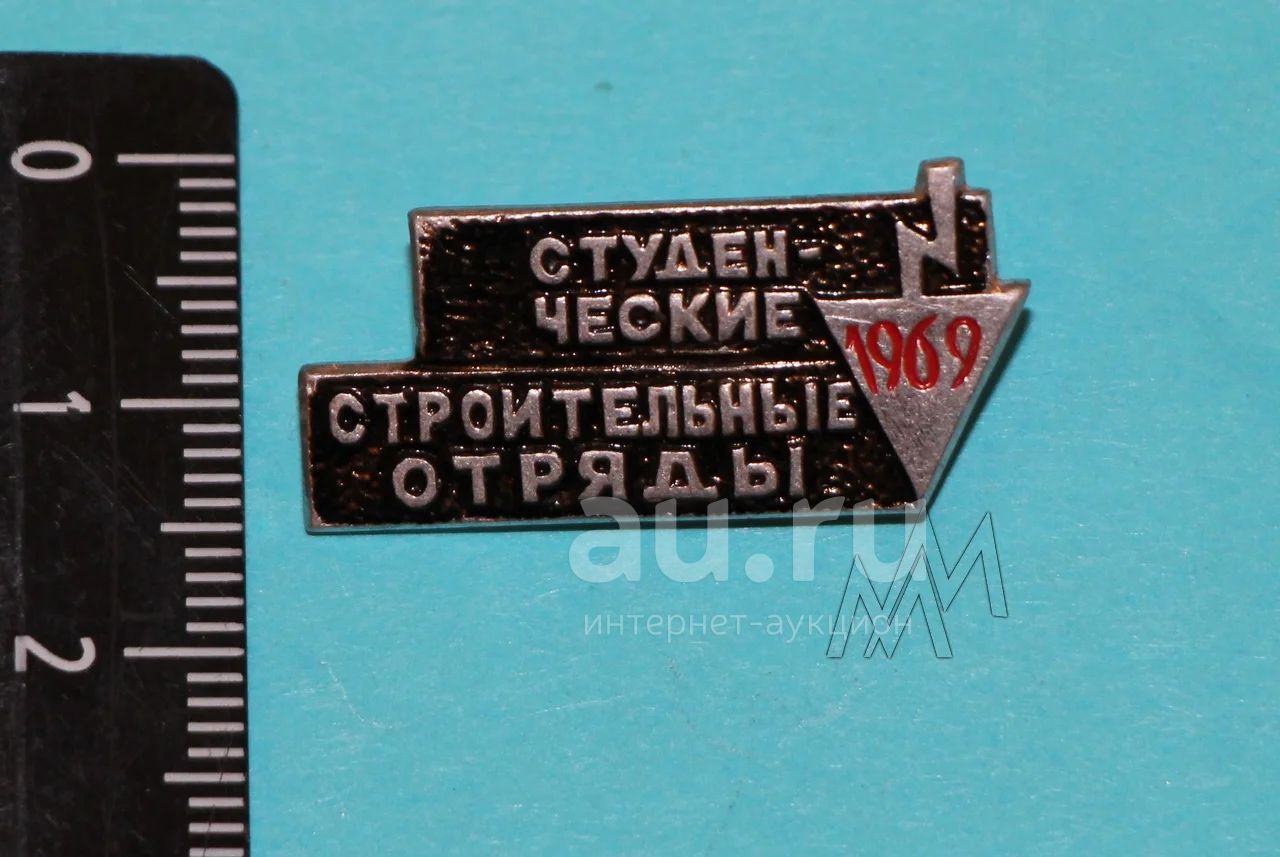 СТУДЕН-
ЧЕСКИЕ
1969
СТРОИТЕЛЬНЫЕ
ОТРЯДЫ
0
1
2
au.ru
интернет-аукцион